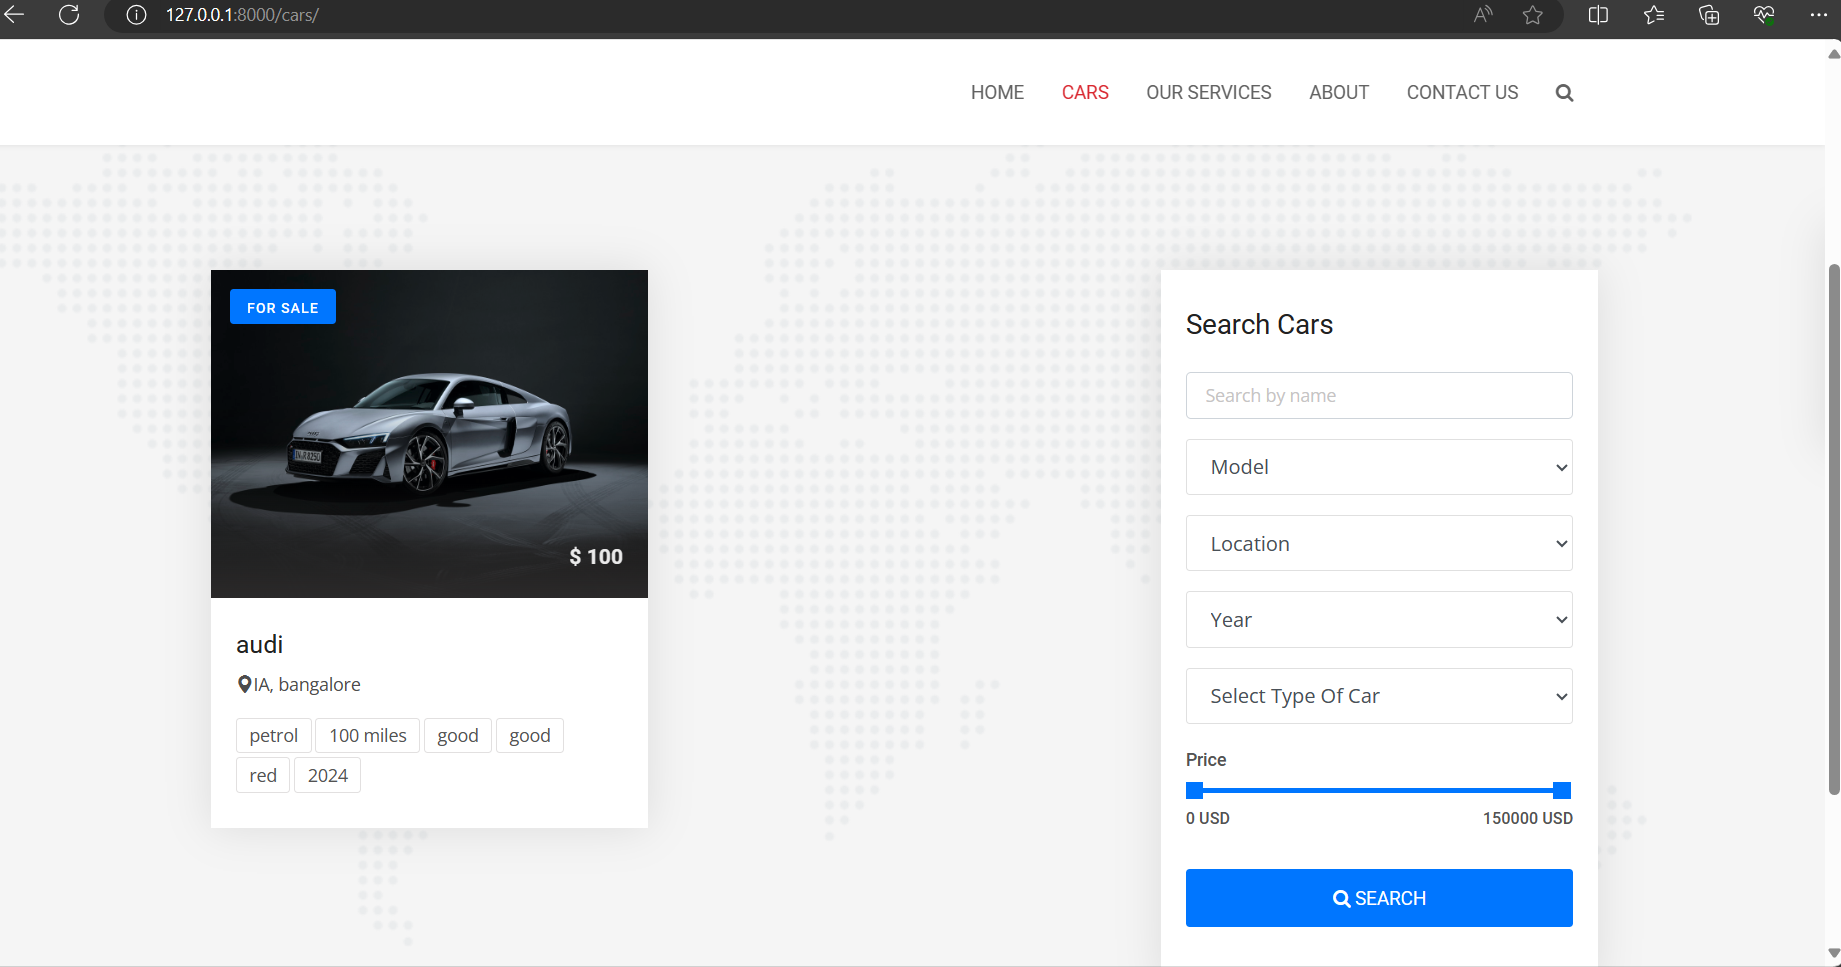 127.0.0.1:8000/cars/
HOME CARS OUR SERVICES ABOUT CONTACT US
FOR SALE
$ 100
audi
IA, bangalore
petrol 100 miles good good
red 2024
Search Cars
Search by name
Model
Location
Year
Select Type Of Car
Price
0 USD 150000 USD
SEARCH